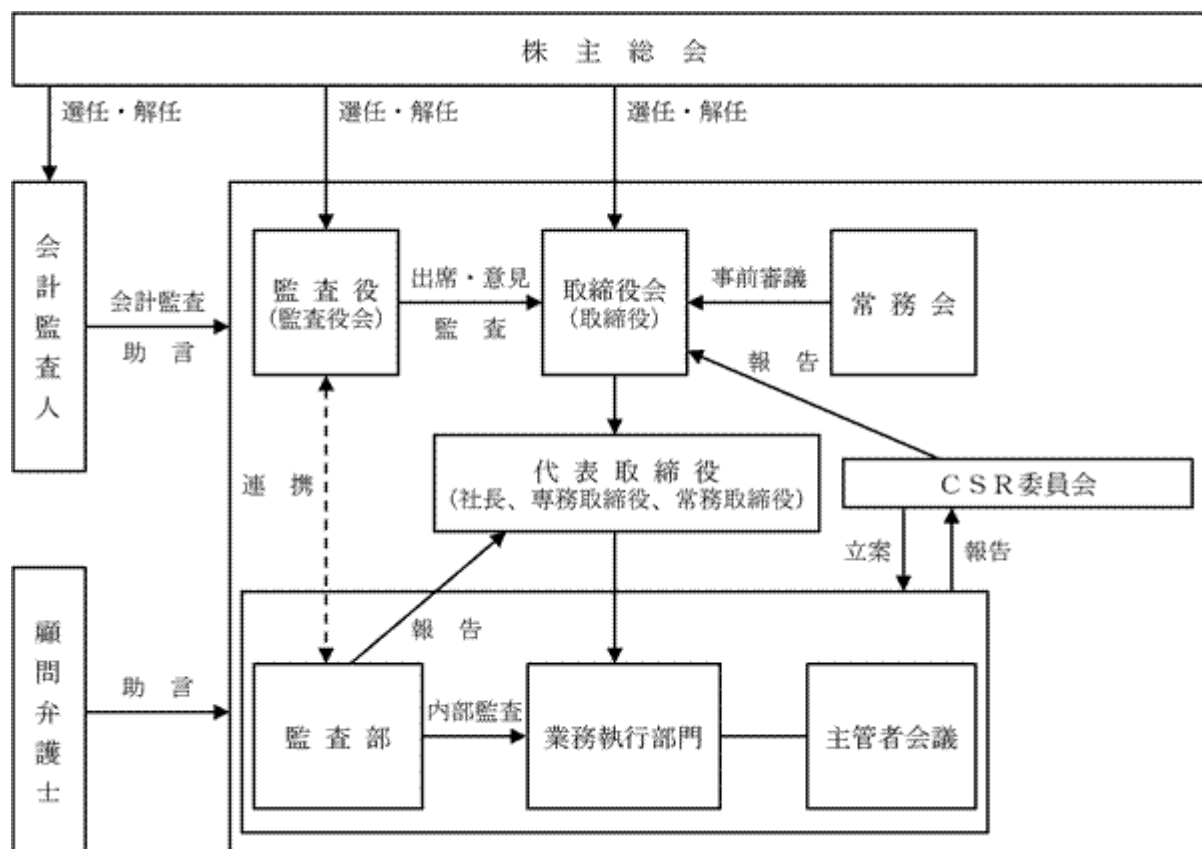 株主総会
選任・解任
選任・解任
選任・解任
会計監査人
会計監査
助言
監査役
(監査役会)
出席・意見
監査
取締役会
(取締役)
事前審議
常務会
報告
連携
代表取締役
(社長、専務取締役、常務取締役)
CSR委員会
立案
報告
顧問弁護士
助言
報告
監査部
内部監査
業務執行部門
主管者会議